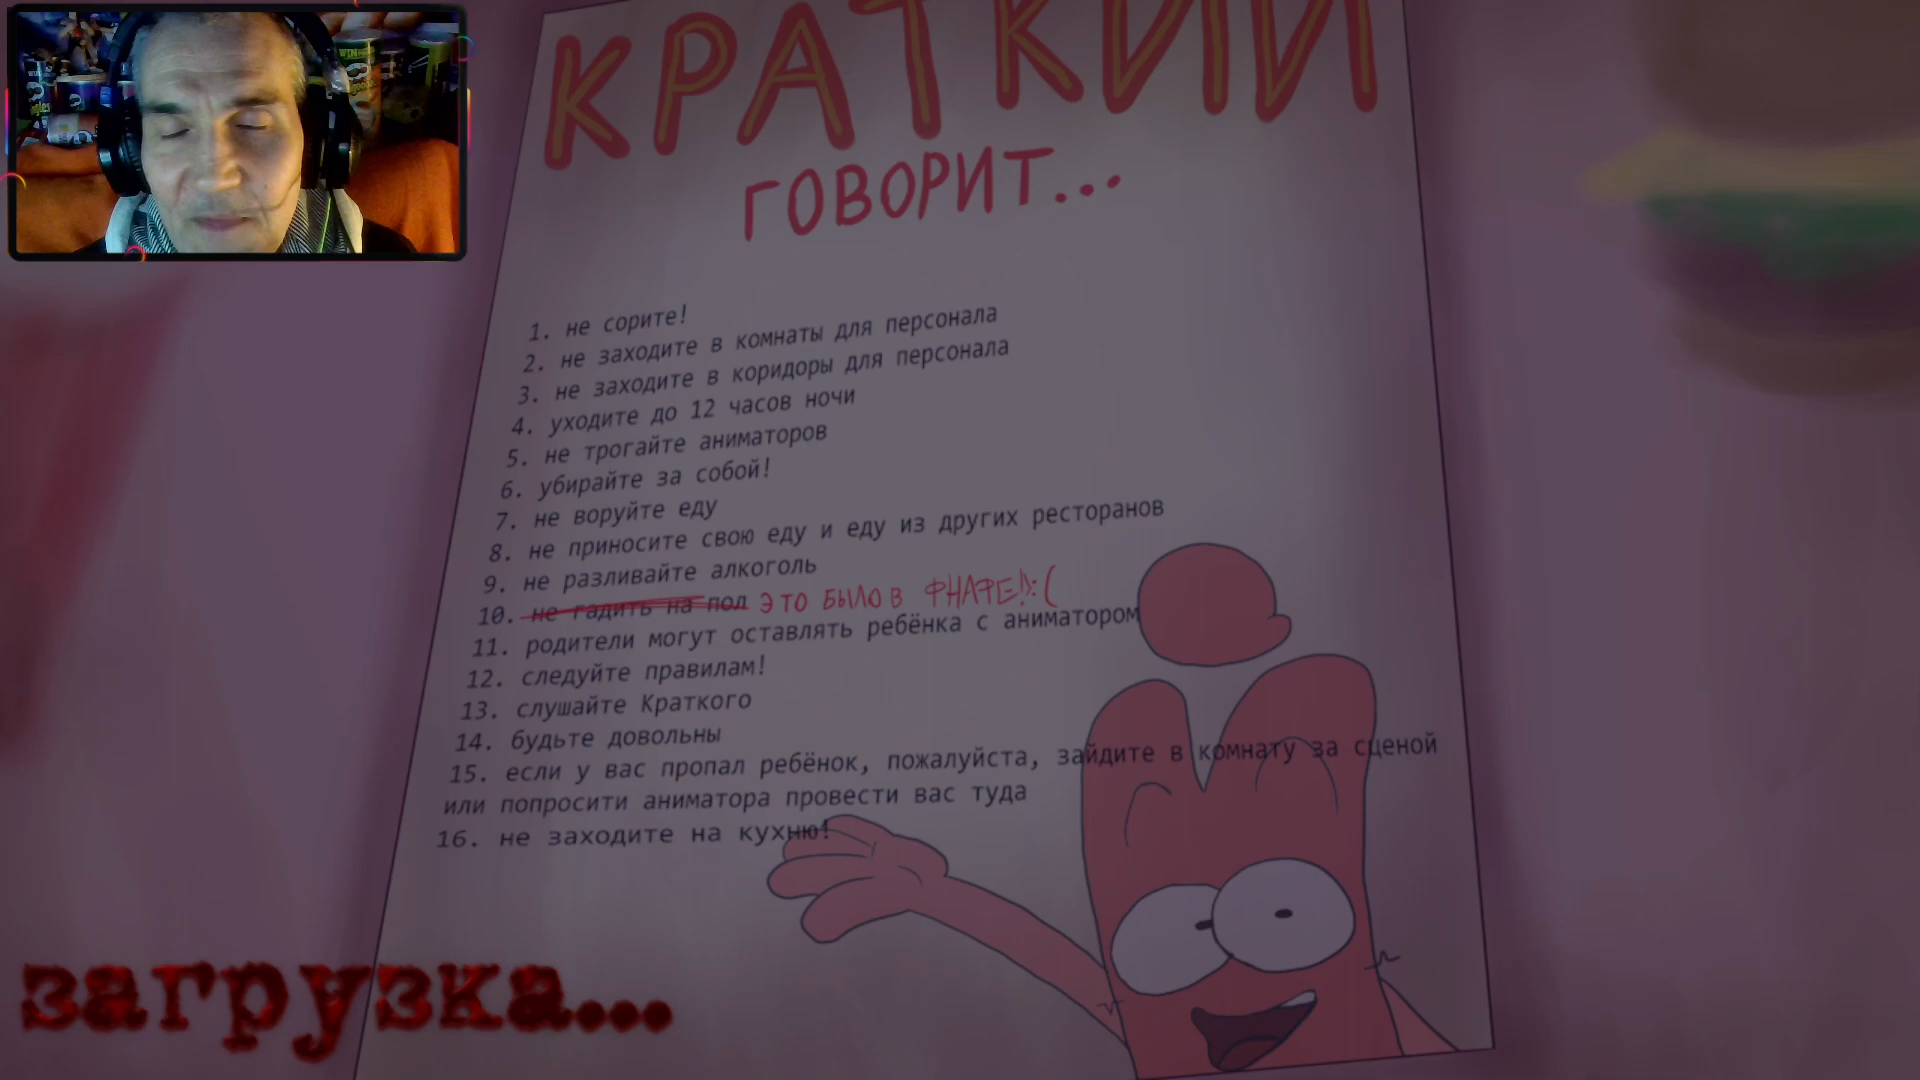 КРАТКИЙ
ГОВОРИТ...
1. не сорите!
2. не заходите в комнаты для персонала
3. не заходите в коридоры для персонала
4. уходите до 12 часов ночи
5. не трогайте аниматоров
6. убирайте за собой!
7. не воруйте еду
8. не приносите свою еду и еду из других ресторанов
9. не разливайте алкоголь
10. не гадить на пол ЭТО БЫЛО В ФНАФЕ!):(
11. родители могут оставлять ребёнка с аниматором
12. следуйте правилам!
13. слушайте Краткого
14. будьте довольны
15. если у вас пропал ребёнок, пожалуйста, зайдите в комнату за сценой
или попросити аниматора провести вас туда
16. не заходите на кухню!
загрузка...